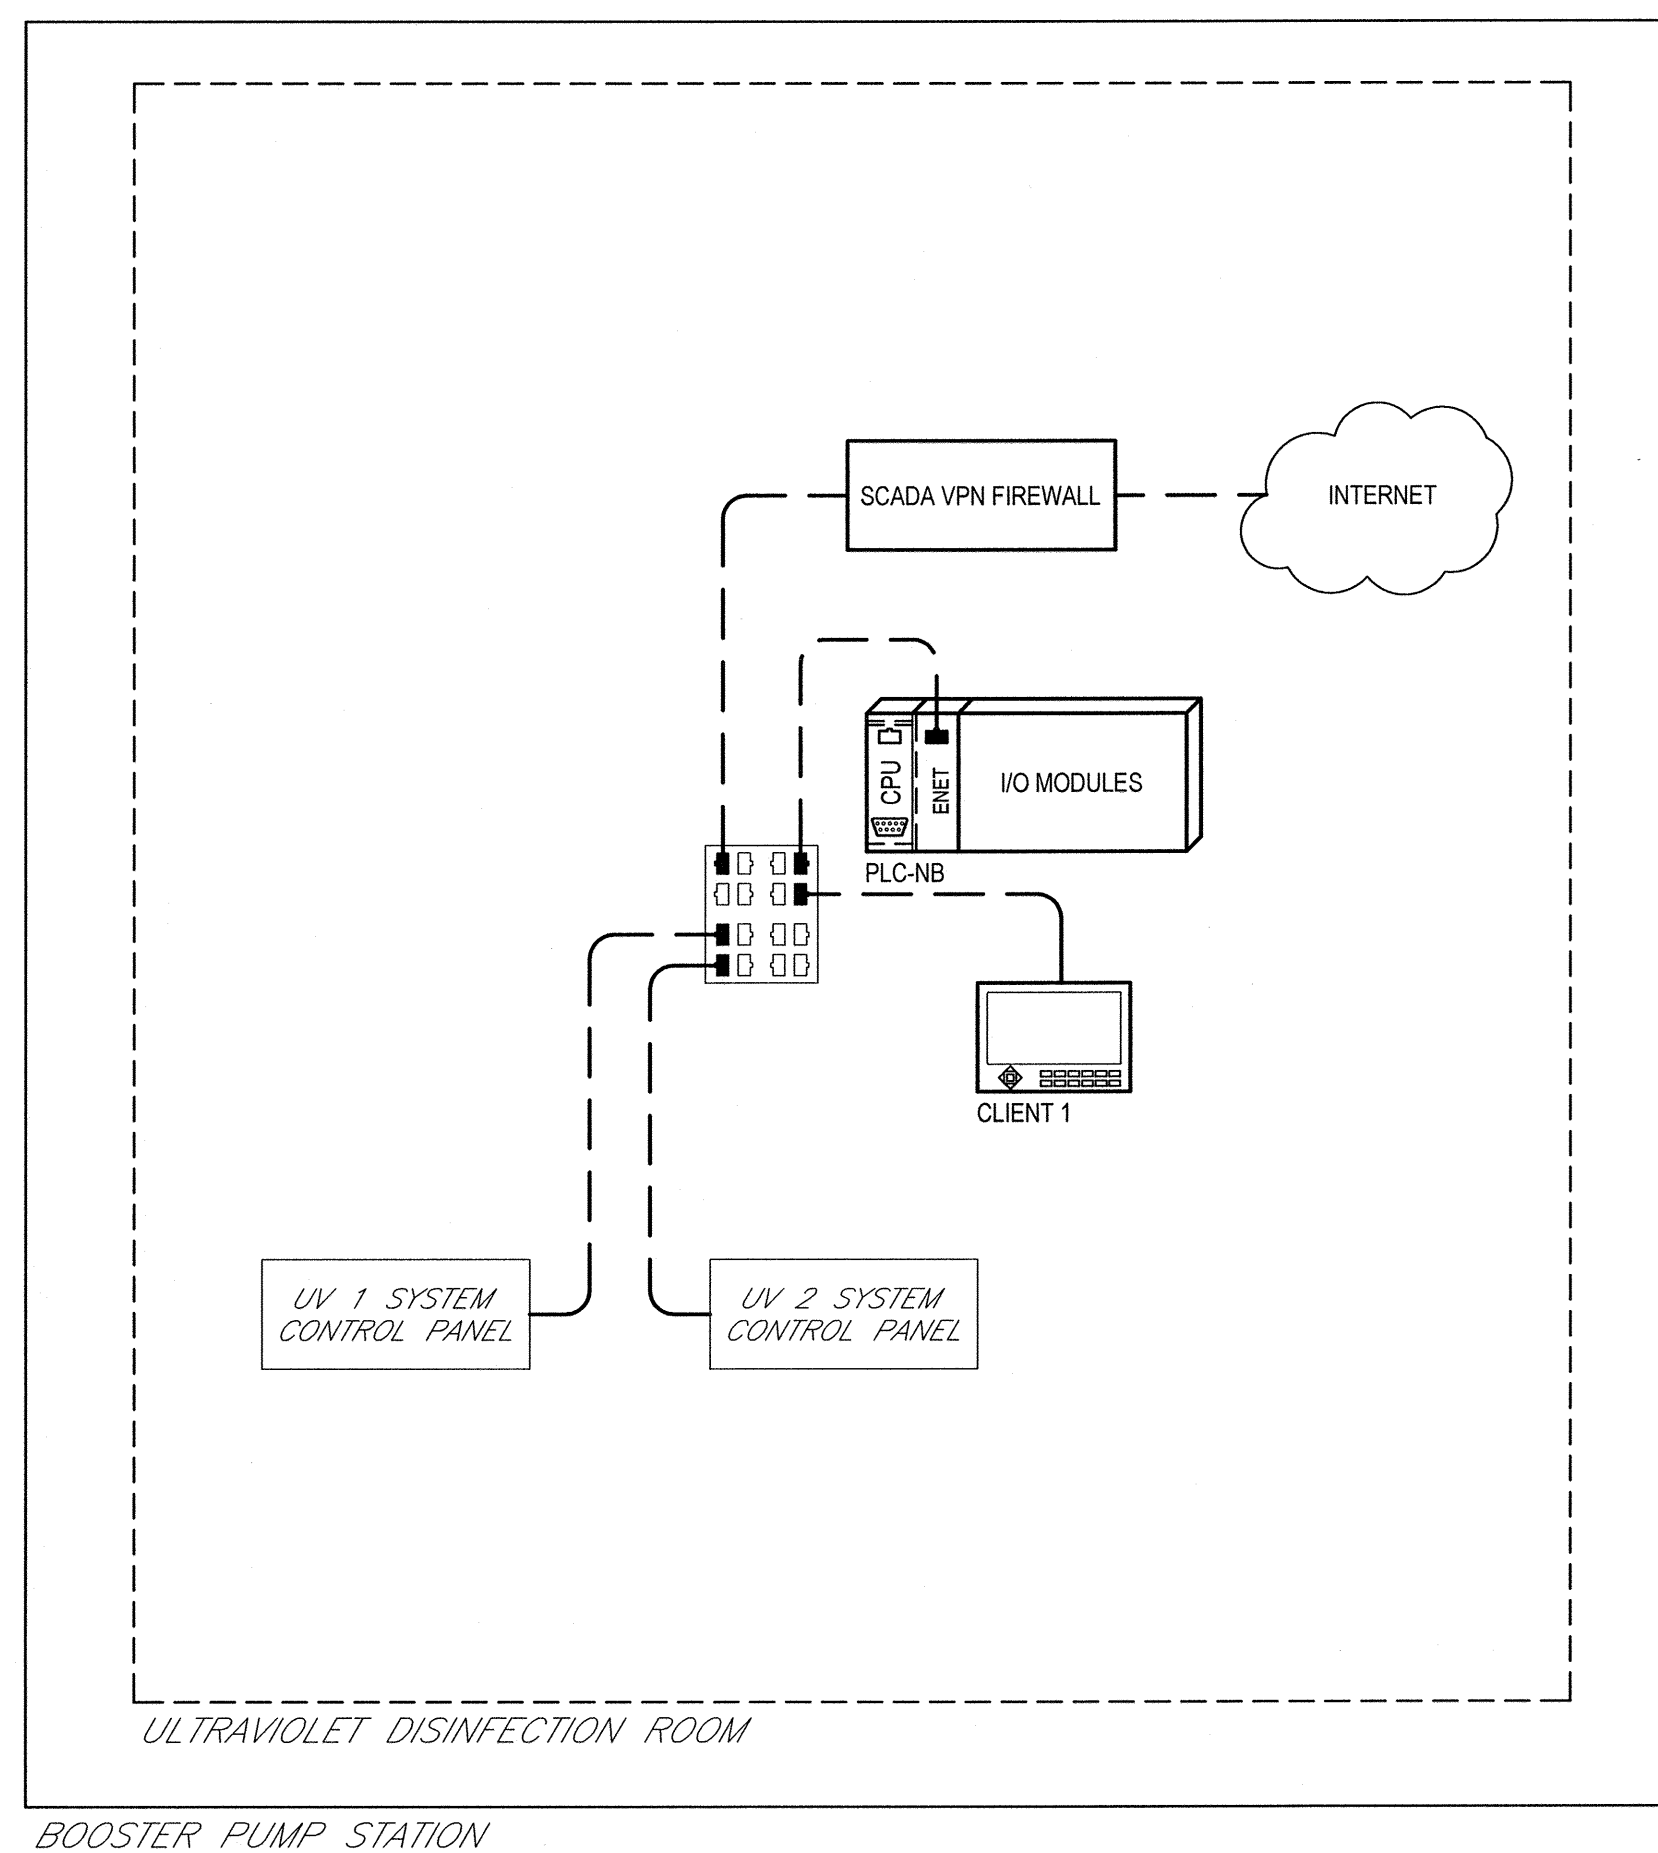 SCADA VPN FIREWALL
INTERNET
CPU
ENET
I/O MODULES
PLC-NB
CLIENT 1
UV 1 SYSTEM
CONTROL PANEL
UV 2 SYSTEM
CONTROL PANEL
ULTRAVIOLET DISINFECTION ROOM
BOOSTER PUMP STATION